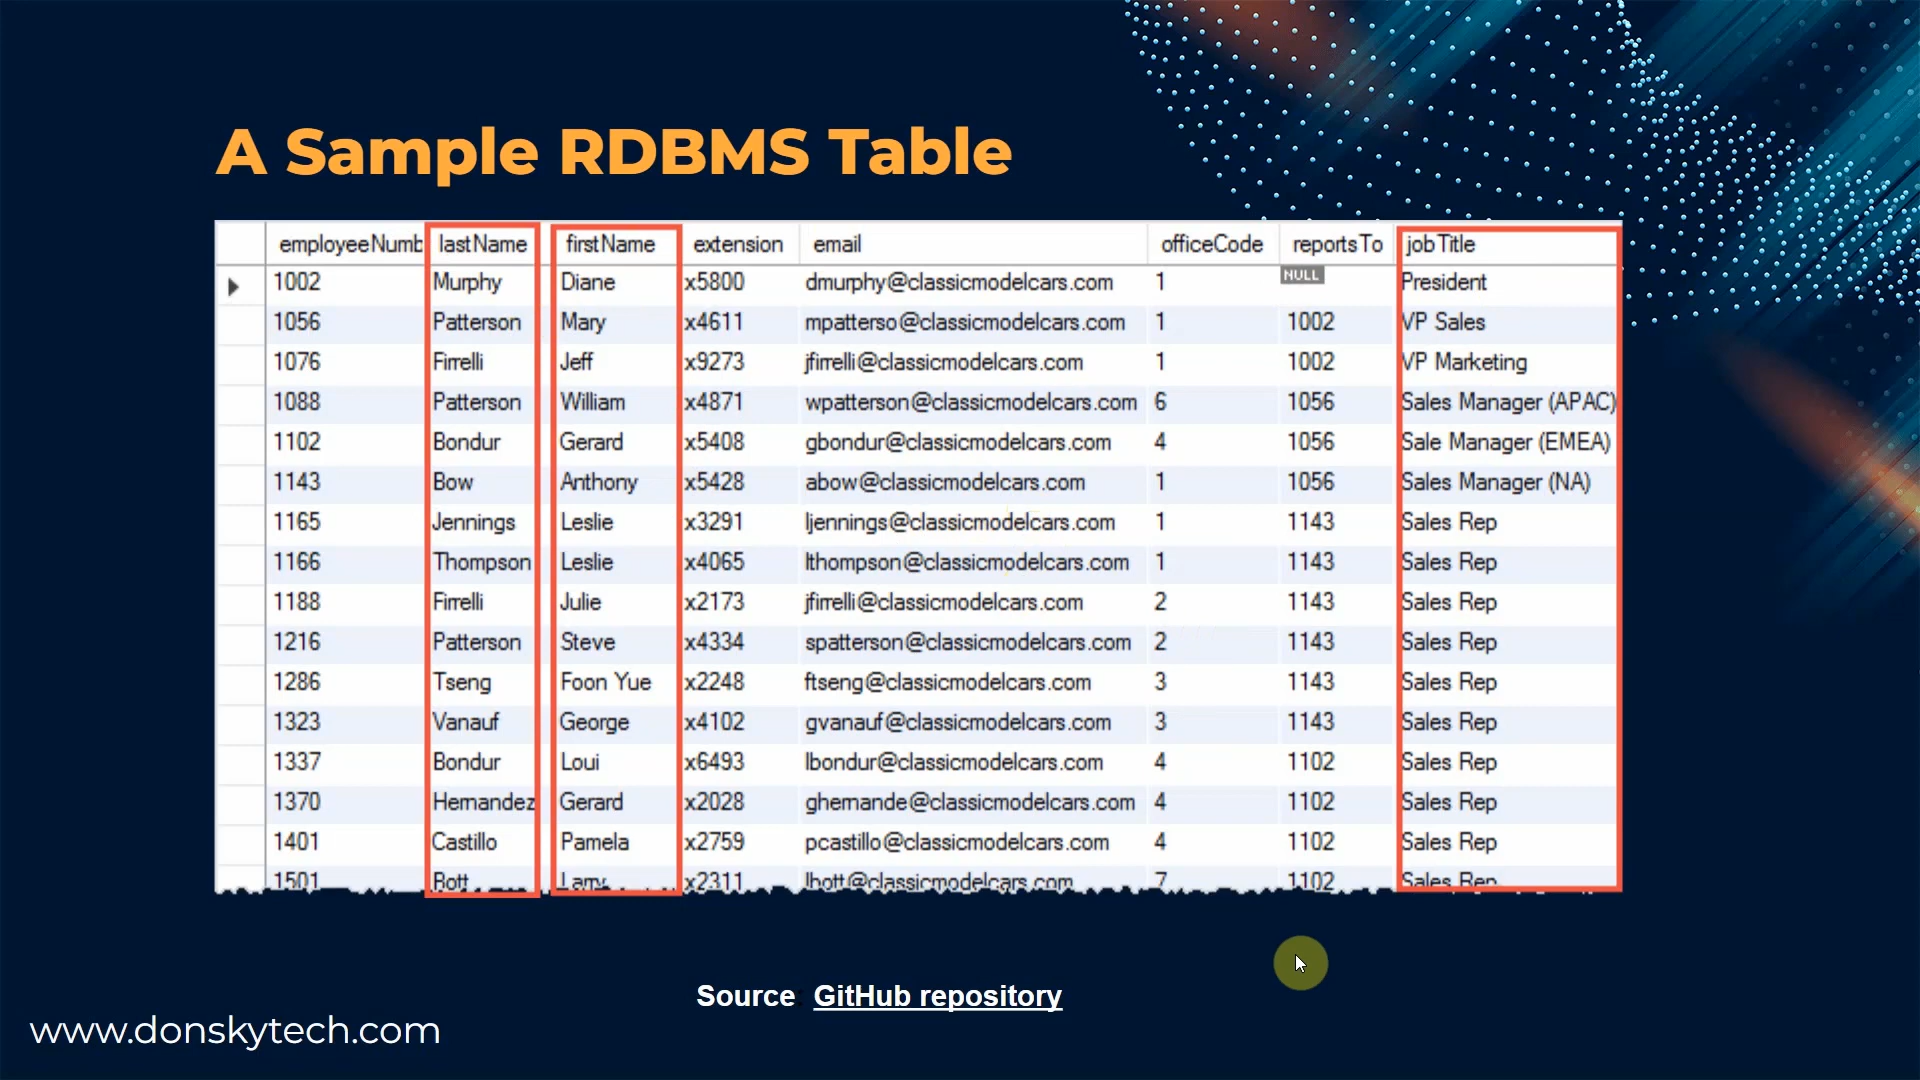 A Sample RDBMS Table
employeeNumb lastName firstName extension email officeCode reportsTo jobTitle
1002 Murphy Diane x5800 dmurphy@classicmodelcars.com 1 NULL President
1056 Patterson Mary x4611 mpatterso@classicmodelcars.com 1 1002 VP Sales
1076 Firrelli Jeff x9273 jfirrelli@classicmodelcars.com 1 1002 VP Marketing
1088 Patterson William x4871 wpatterson@classicmodelcars.com 6 1056 Sales Manager (APAC)
1102 Bondur Gerard x5408 gbondur@classicmodelcars.com 4 1056 Sale Manager (EMEA)
1143 Bow Anthony x5428 abow@classicmodelcars.com 1 1056 Sales Manager (NA)
1165 Jennings Leslie x3291 ljennings@classicmodelcars.com 1 1143 Sales Rep
1166 Thompson Leslie x4065 lthompson@classicmodelcars.com 1 1143 Sales Rep
1188 Firrelli Julie x2173 jfirrelli@classicmodelcars.com 2 1143 Sales Rep
1216 Patterson Steve x4334 spatterson@classicmodelcars.com 2 1143 Sales Rep
1286 Tseng Foon Yue x2248 ftseng@classicmodelcars.com 3 1143 Sales Rep
1323 Vanauf George x4102 gvanauf@classicmodelcars.com 3 1143 Sales Rep
1337 Bondur Loui x6493 lbondur@classicmodelcars.com 4 1102 Sales Rep
1370 Hernandez Gerard x2028 ghernande@classicmodelcars.com 4 1102 Sales Rep
1401 Castillo Pamela x2759 pcastillo@classicmodelcars.com 4 1102 Sales Rep
1501 Bott Larry x2311 lbott@classicmodelcars.com 7 1102 Sales Rep
Source: GitHub repository
www.donskytech.com